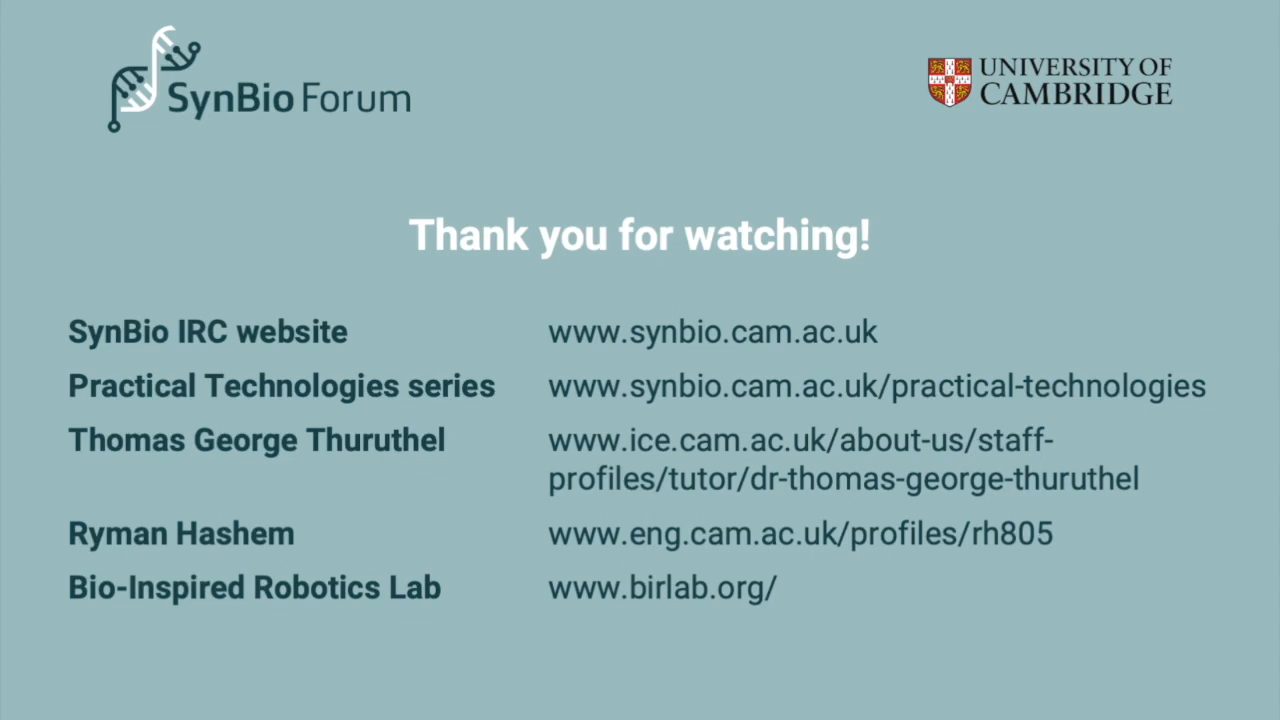 SynBio Forum
UNIVERSITY OF
CAMBRIDGE
Thank you for watching!
SynBio IRC website www.synbio.cam.ac.uk
Practical Technologies series www.synbio.cam.ac.uk/practical-technologies
Thomas George Thuruthel www.ice.cam.ac.uk/about-us/staff-
profiles/tutor/dr-thomas-george-thuruthel
Ryman Hashem www.eng.cam.ac.uk/profiles/rh805
Bio-Inspired Robotics Lab www.birlab.org/